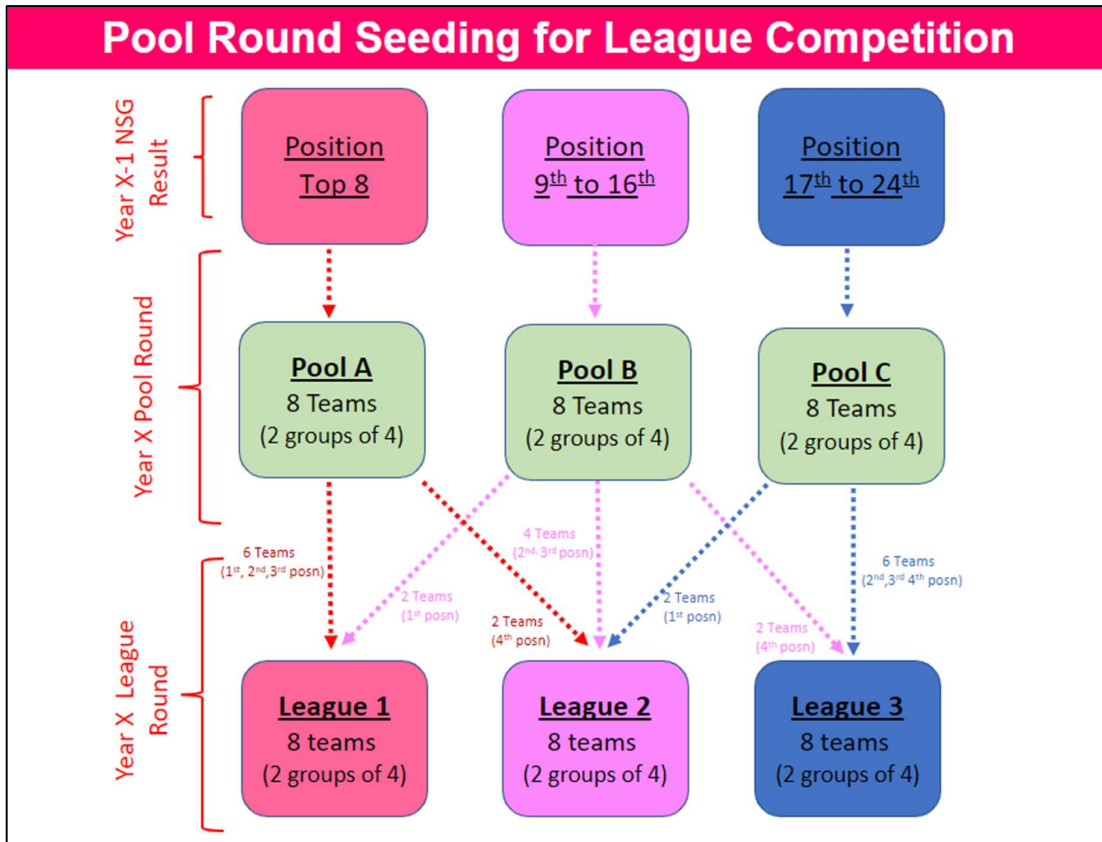 Pool Round Seeding for League Competition
Year X-1 NSG
Result
Position
Top 8
Position
9th to 16th
Position
17th to 24th
Year X Pool Round
Pool A
8 Teams
(2 groups of 4)
Pool B
8 Teams
(2 groups of 4)
Pool C
8 Teams
(2 groups of 4)
6 Teams
(1st, 2nd,3rd posn)
2 Teams
(1st posn)
4 Teams
(2nd, 3rd posn)
2 Teams
(4th posn)
2 Teams
(1st posn)
6 Teams
(2nd,3rd 4th posn)
2 Teams
(4th posn)
Year X League
Round
League 1
8 teams
(2 groups of 4)
League 2
8 teams
(2 groups of 4)
League 3
8 teams
(2 groups of 4)